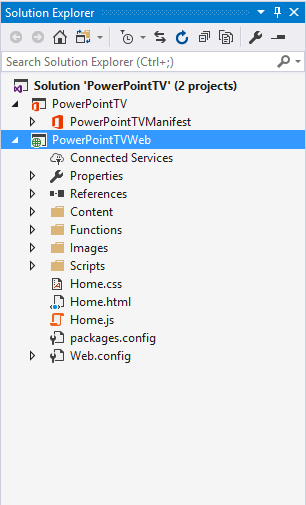 Solution Explorer
Search Solution Explorer (Ctrl+;)
Solution 'PowerPointTV' (2 projects)
PowerPointTV
PowerPointTVManifest
PowerPointTVWeb
Connected Services
Properties
References
Content
Functions
Images
Scripts
Home.css
Home.html
Home.js
packages.config
Web.config